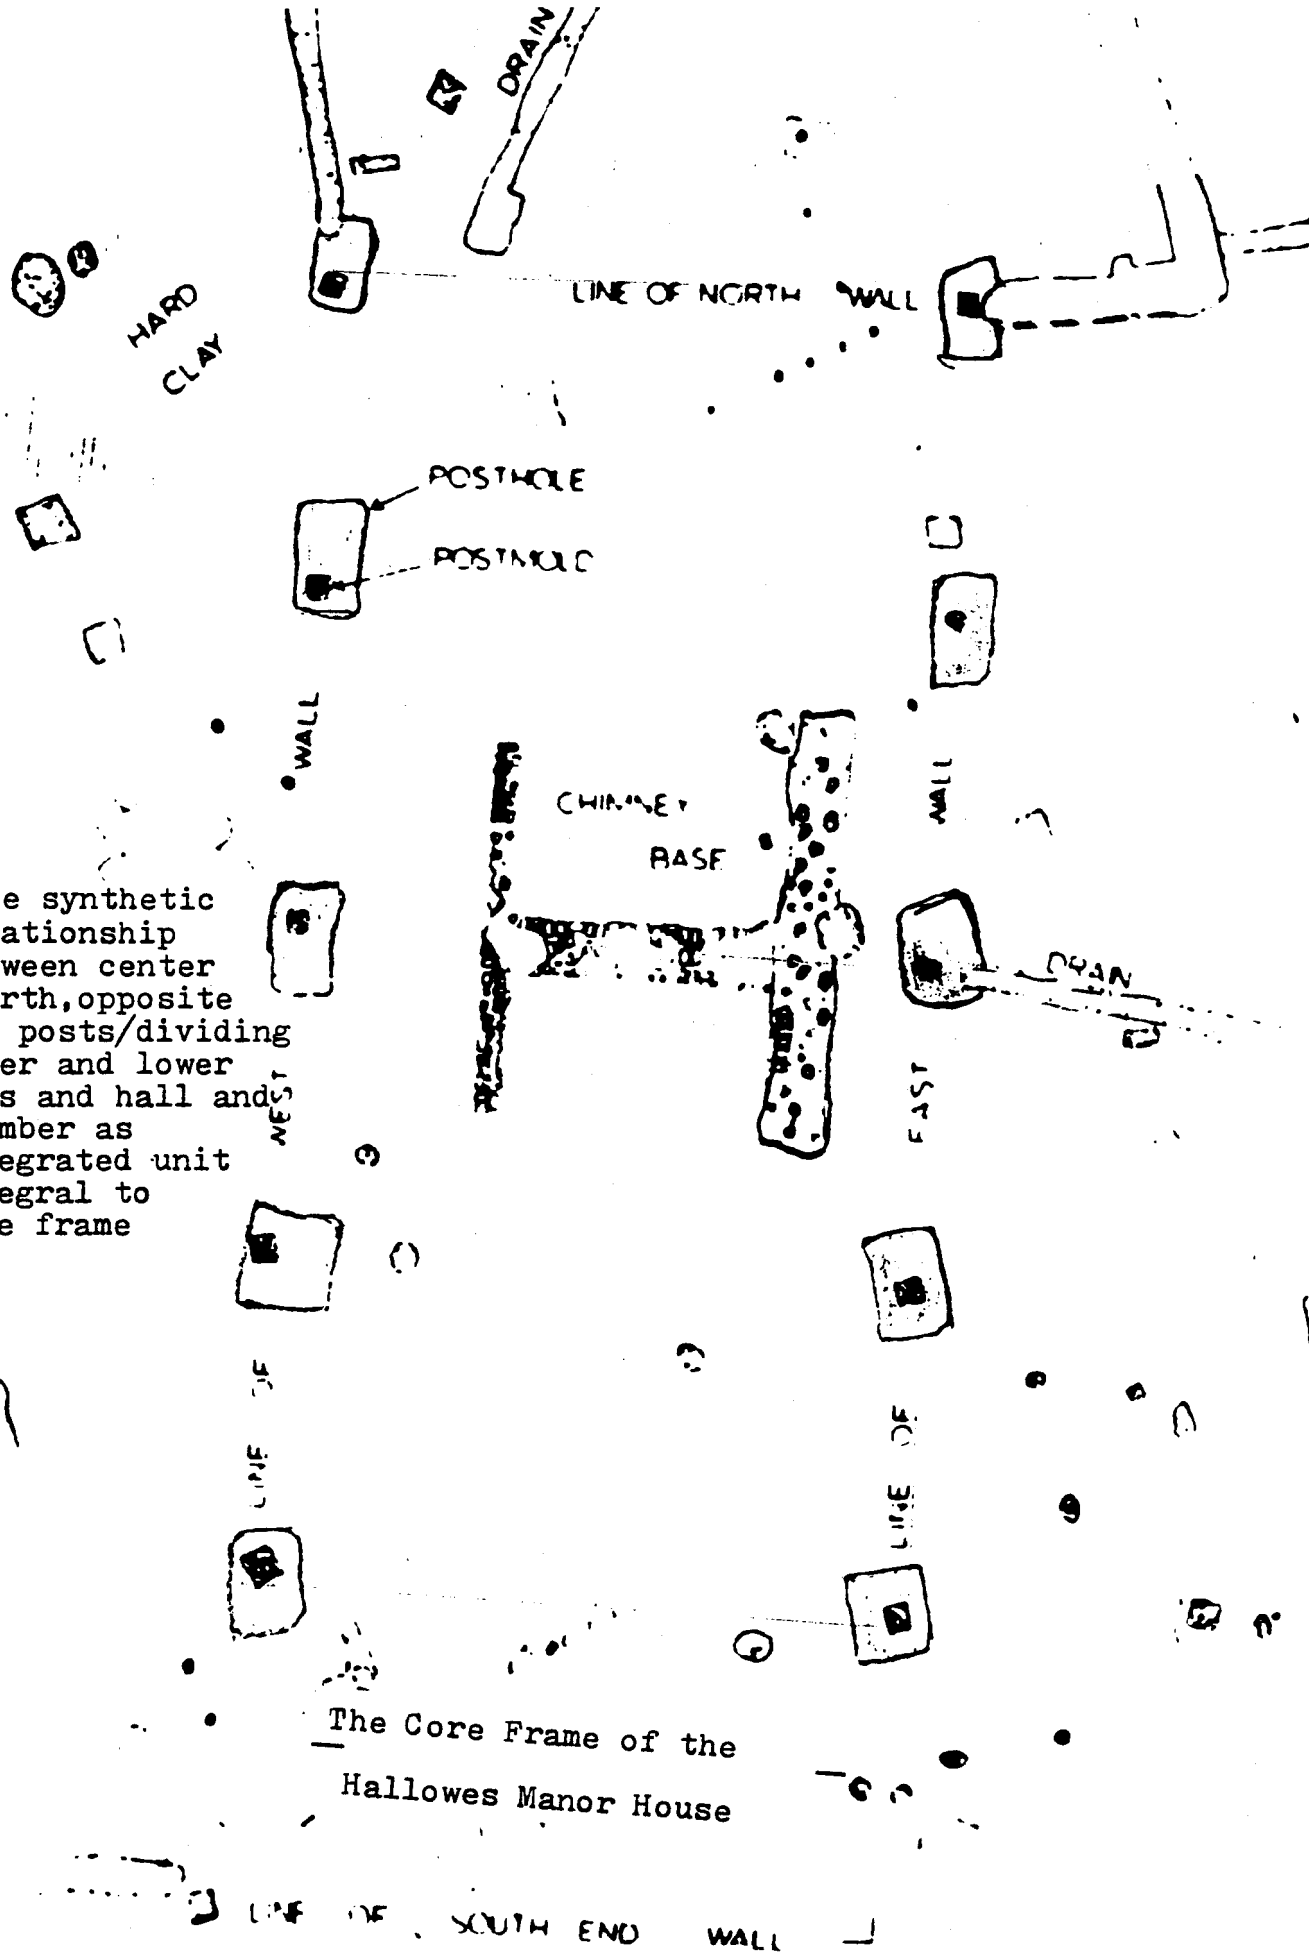 DRAIN
LINE OF NORTH WALL
HARD
CLAY
POSTHOLE
POSTMOLD
WALL
WALL
CHIMNEY
BASE
e synthetic
ationship
ween center
rth,opposite
posts/dividing
er and lower
s and hall and
mber as
egrated unit
egral to
e frame
DRAIN
WEST
EAST
LINE OF
LINE OF
The Core Frame of the
Hallowes Manor House
LINE OF SOUTH END WALL